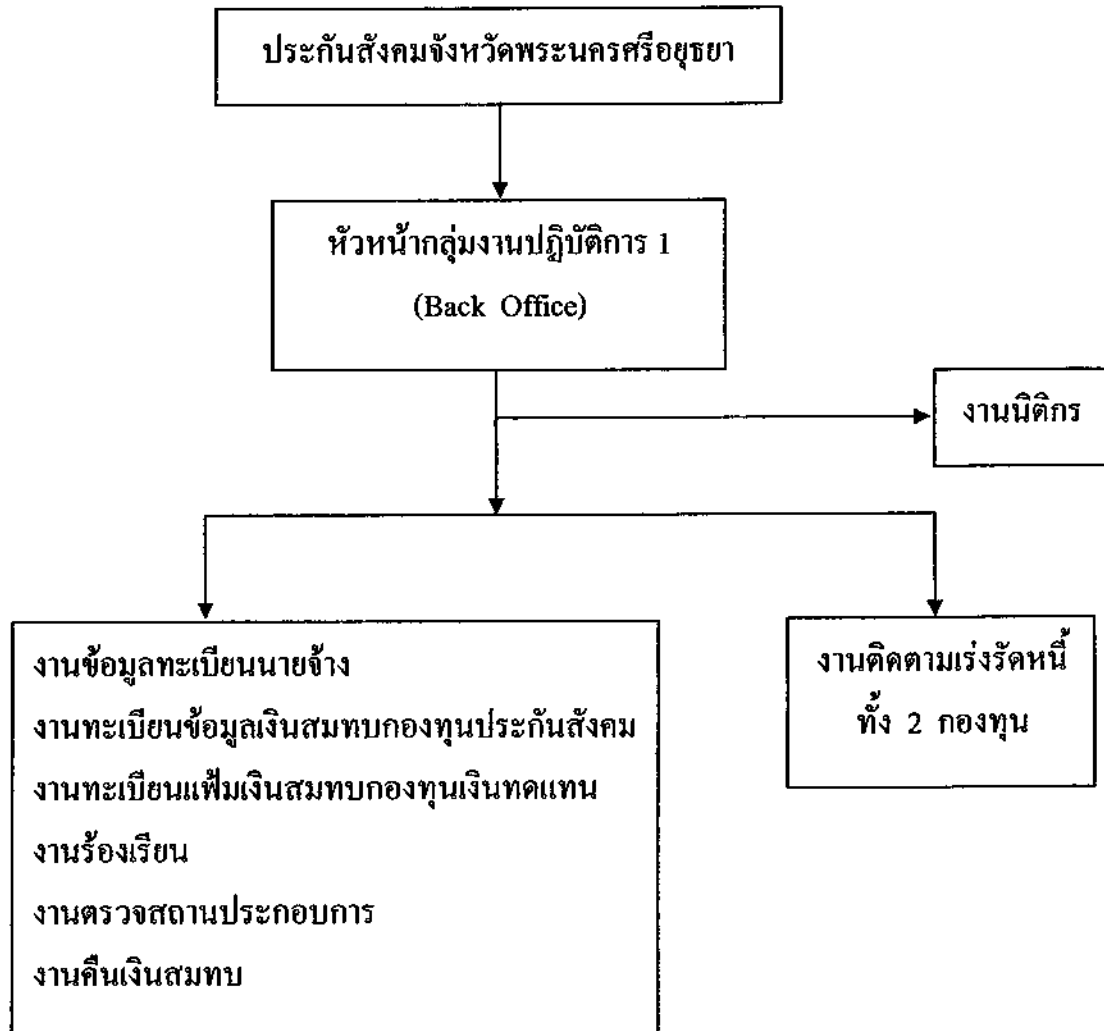 ประกันสังคมจังหวัดพระนครศรีอยุธยา
หัวหน้ากลุ่มงานปฏิบัติการ 1
(Back Office)
งานนิติกร
งานข้อมูลทะเบียนนายจ้าง
งานทะเบียนข้อมูลเงินสมทบกองทุนประกันสังคม
งานทะเบียนแฟ้มเงินสมทบกองทุนเงินทดแทน
งานร้องเรียน
งานตรวจสถานประกอบการ
งานคืนเงินสมทบ
งานติดตามเร่งรัดหนี้
ทั้ง 2 กองทุน